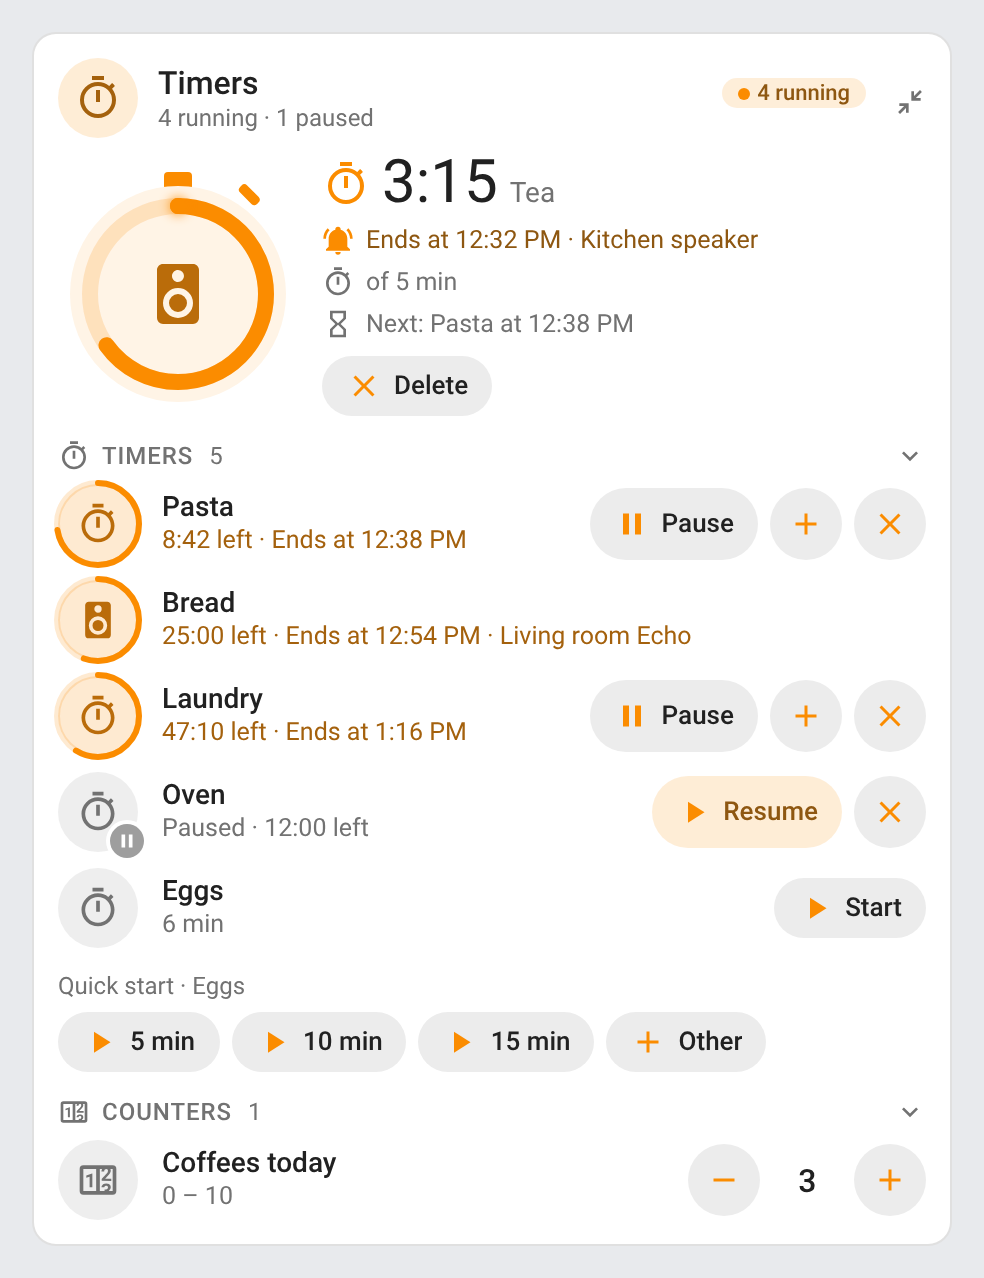 Timers
4 running · 1 paused
4 running
3:15 Tea
Ends at 12:32 PM · Kitchen speaker
of 5 min
Next: Pasta at 12:38 PM
Delete
TIMERS 5
Pasta
8:42 left · Ends at 12:38 PM
Pause
Bread
25:00 left · Ends at 12:54 PM · Living room Echo
Laundry
47:10 left · Ends at 1:16 PM
Pause
Oven
Paused · 12:00 left
Resume
Eggs
6 min
Start
Quick start · Eggs
5 min
10 min
15 min
Other
COUNTERS 1
Coffees today
0 – 10
3